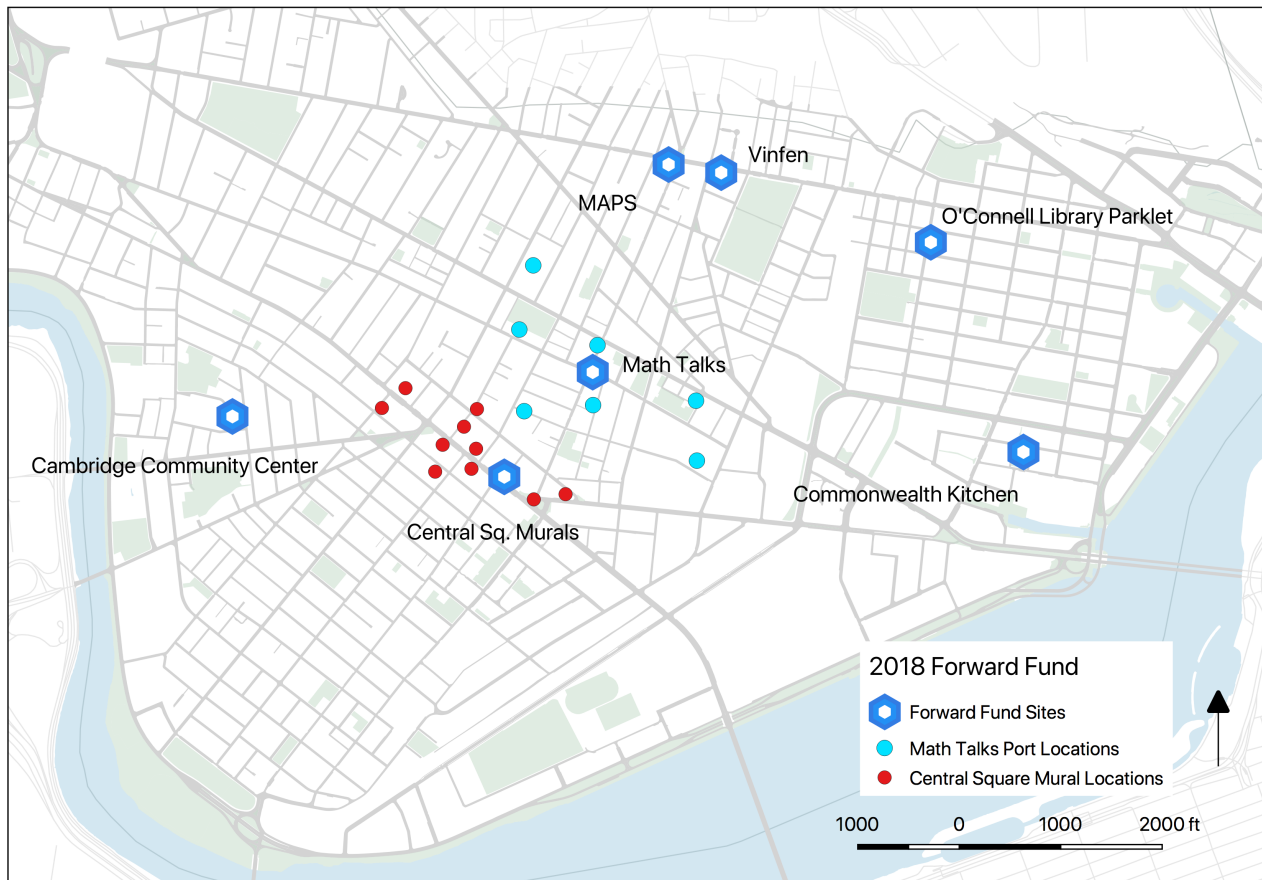 Vinfen
MAPS
O'Connell Library Parklet
Math Talks
Cambridge Community Center
Commonwealth Kitchen
Central Sq. Murals
2018 Forward Fund
Forward Fund Sites
Math Talks Port Locations
Central Square Mural Locations
1000 0 1000 2000 ft